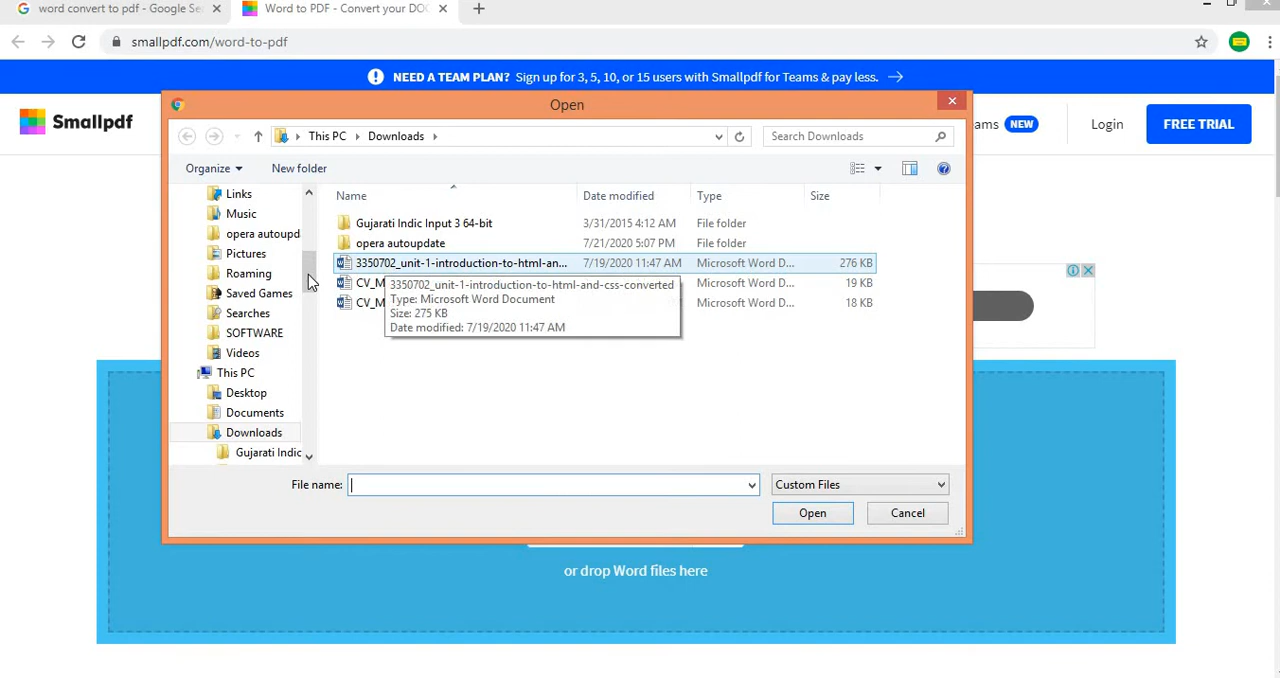 word convert to pdf - Google Se
Word to PDF - Convert your DO
smallpdf.com/word-to-pdf
NEED A TEAM PLAN? Sign up for 3, 5, 10, or 15 users with Smallpdf for Teams & pay less.
Smallpdf
ams NEW
Login
FREE TRIAL
Open
This PC
Downloads
Search Downloads
Organize
New folder
Links
Music
opera autoupd
Pictures
Roaming
Saved Games
Searches
SOFTWARE
Videos
This PC
Desktop
Documents
Downloads
Gujarati Indic
Name Date modified Type Size
Gujarati Indic Input 3 64-bit 3/31/2015 4:12 AM File folder
opera autoupdate 7/21/2020 5:07 PM File folder
3350702_unit-1-introduction-to-html-an... 7/19/2020 11:47 AM Microsoft Word D... 276 KB
CV_M Microsoft Word D... 19 KB
CV_M Microsoft Word D... 18 KB
3350702_unit-1-introduction-to-html-and-css-converted
Type: Microsoft Word Document
Size: 275 KB
Date modified: 7/19/2020 11:47 AM
File name:
Custom Files
Open
Cancel
or drop Word files here